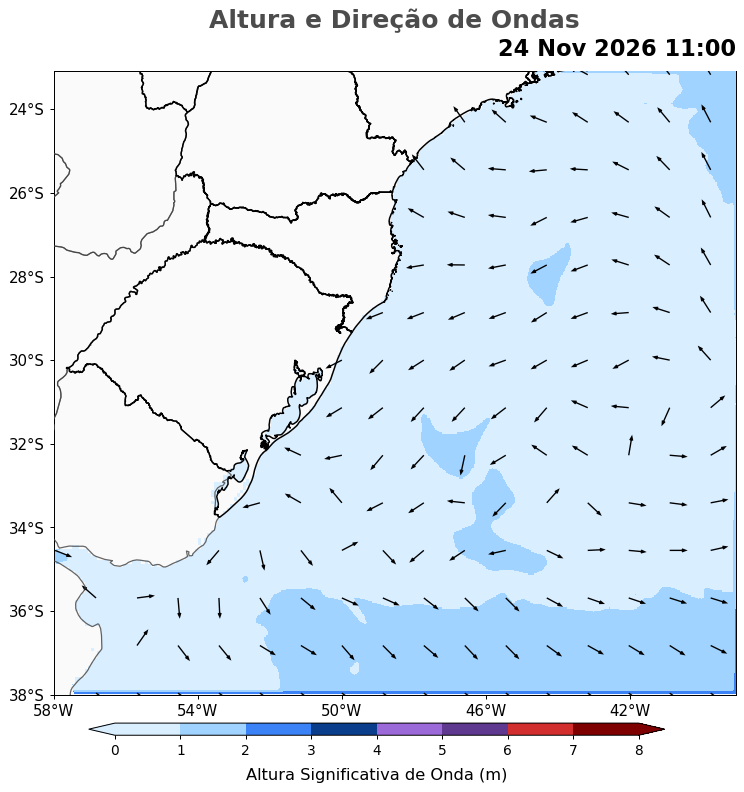 Altura e Direção de Ondas
24 Nov 2026 11:00
24°S
26°S
28°S
30°S
32°S
34°S
36°S
38°S
58°W 54°W 50°W 46°W 42°W
0 1 2 3 4 5 6 7 8
Altura Significativa de Onda (m)